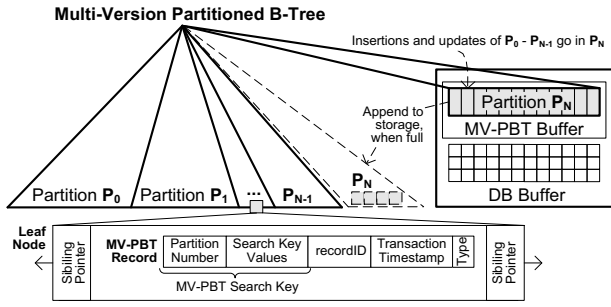 Multi-Version Partitioned B-Tree
Insertions and updates of P0 - PN-1 go in PN
Partition PN
MV-PBT Buffer
DB Buffer
Append to
storage,
when full
Partition P0
Partition P1
...
PN-1
PN
Leaf
Node
Sibiling
Pointer
MV-PBT
Record
Partition
Number
Search Key
Values
recordID
Transaction
Timestamp
Type
Sibiling
Pointer
MV-PBT Search Key